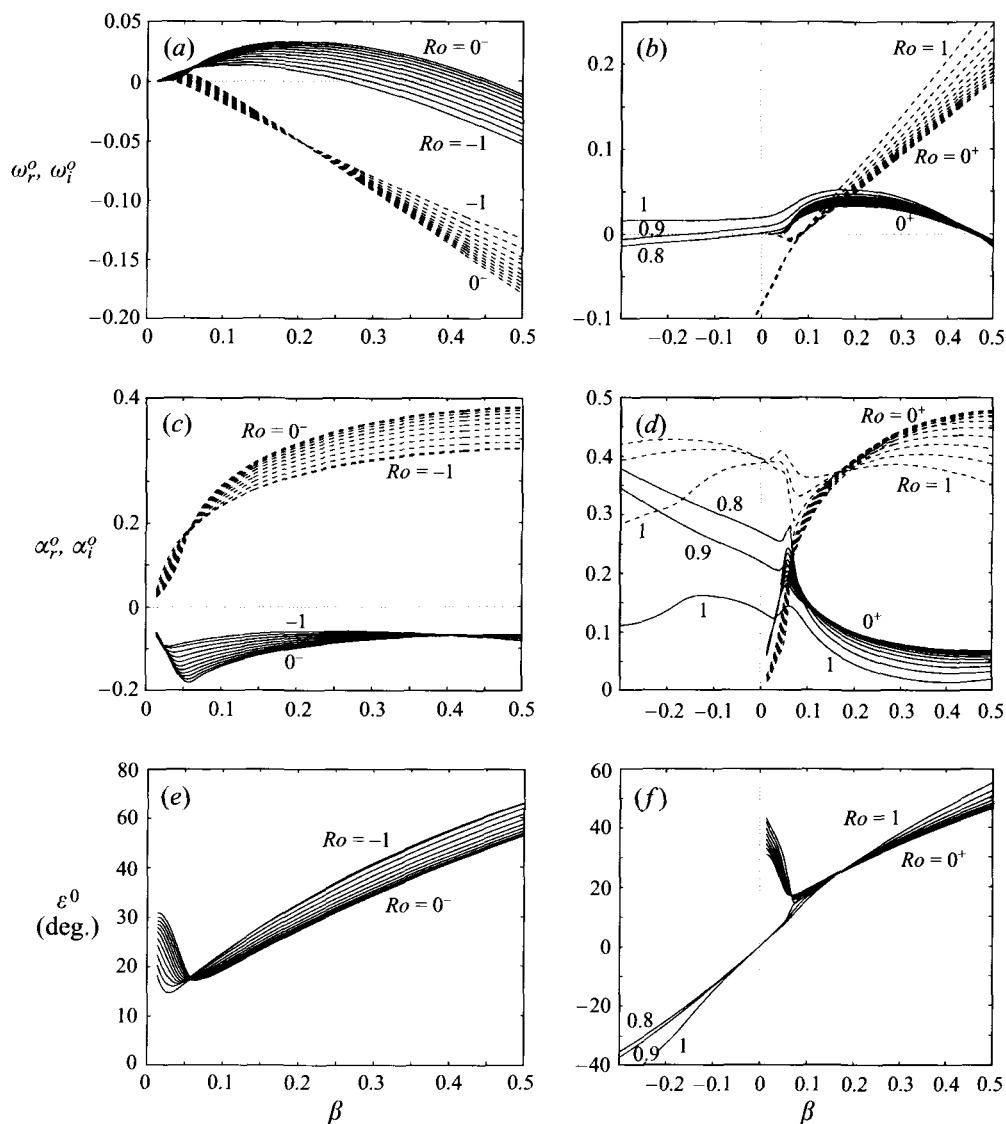 0.05
(a)
Ro = 0⁻
0
Ro = −1
−0.05
ω_r^o, ω_i^o
−0.10
−1
−0.15
0⁻
−0.20
0 0.1 0.2 0.3 0.4 0.5
(b)
Ro = 1
0.2
0.1
Ro = 0⁺
1
0.9
0.8
0
0⁺
−0.1
−0.2 −0.1 0 0.1 0.2 0.3 0.4 0.5
0.4
(c)
Ro = 0⁻
Ro = −1
0.2
α_r^o, α_i^o
0
−1
0⁻
−0.2
0 0.1 0.2 0.3 0.4 0.5
0.5
(d)
Ro = 0⁺
0.4
Ro = 1
0.8
0.3
1
0.9
0.2
1
0⁺
0.1
1
0
−0.2 −0.1 0 0.1 0.2 0.3 0.4 0.5
80
(e)
60
Ro = −1
40
ε⁰
(deg.)
Ro = 0⁻
30
20
10
0
0 0.1 0.2 0.3 0.4 0.5
β
60
(f)
40
Ro = 1
Ro = 0⁺
20
0
−20
0.8
0.9
1
−40
−0.2 −0.1 0 0.1 0.2 0.3 0.4 0.5
β